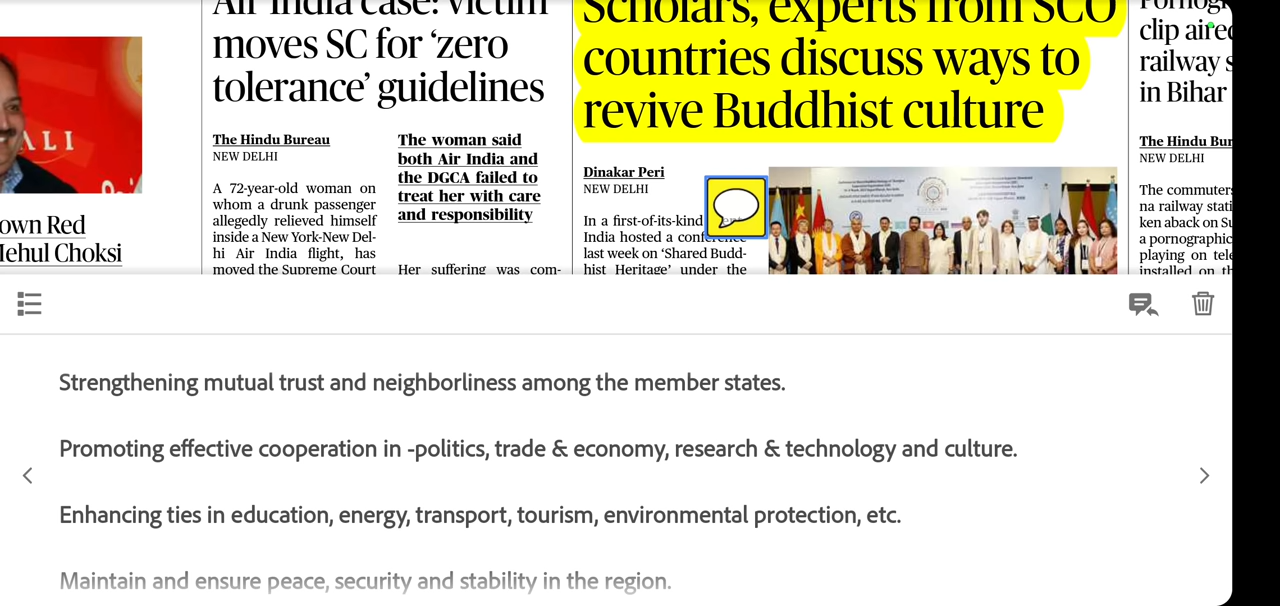 ALI
own Red
Mehul Choksi
Air India case: victim
moves SC for ‘zero
tolerance’ guidelines
The Hindu Bureau
NEW DELHI
A 72-year-old woman on
whom a drunk passenger
allegedly relieved himself
inside a New York-New Del-
hi Air India flight, has
moved the Supreme Court
The woman said
both Air India and
the DGCA failed to
treat her with care
and responsibility
Her suffering was com-
Scholars, experts from SCO
countries discuss ways to
revive Buddhist culture
Dinakar Peri
NEW DELHI
In a first-of-its-kind
India hosted a conference
last week on ‘Shared Budd-
hist Heritage’ under the
clip aired
railway s
in Bihar
The Hindu Bur
NEW DELHI
The commuters
na railway stati
ken aback on Su
a pornographic
playing on tele
installed on th
Strengthening mutual trust and neighborliness among the member states.
Promoting effective cooperation in -politics, trade & economy, research & technology and culture.
Enhancing ties in education, energy, transport, tourism, environmental protection, etc.
Maintain and ensure peace, security and stability in the region.